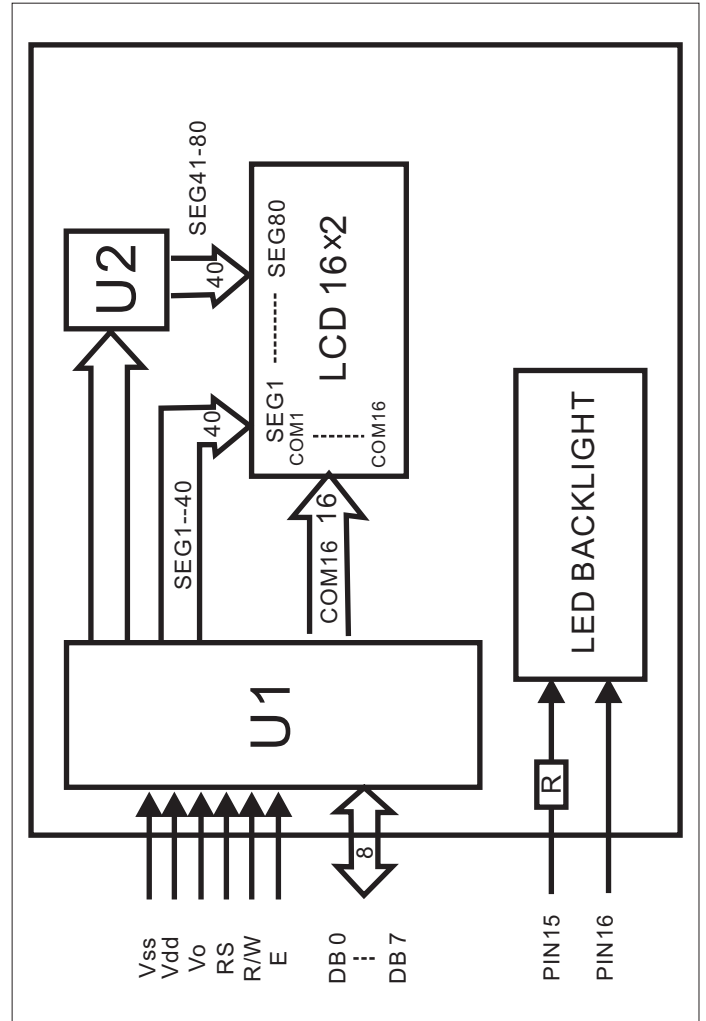 Vss
Vdd
Vo
RS
R/W
E
DB0
----
DB7
PIN15
PIN16
8
R
U1
SEG1--40
COM16
40
16
U2
SEG41-80
40
SEG1 ---------- SEG80
COM1
--------
COM16
LCD 16×2
LED BACKLIGHT